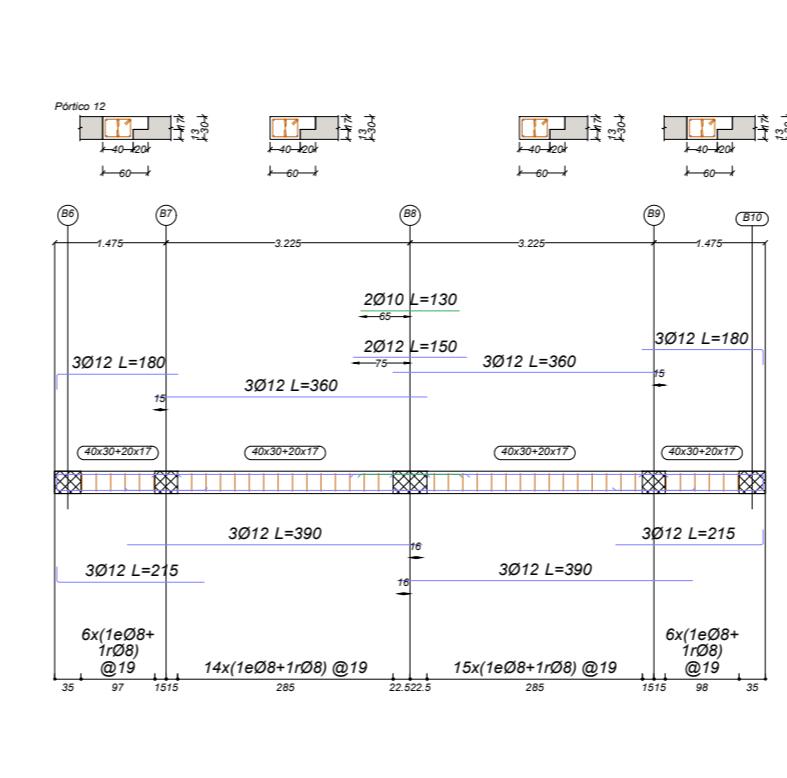 Pórtico 12
40 20 17 13 30
60
40 20 17 13 30
60
40 20 17 13 30
60
40 20 17 13 30
60
B6 B7 B8 B9 B10
1.475 3.225 3.225 1.475
2Ø10 L=130
65
2Ø12 L=150
75
3Ø12 L=180
3Ø12 L=360
3Ø12 L=180
15
3Ø12 L=360
15
40x30+20x17 40x30+20x17 40x30+20x17 40x30+20x17
3Ø12 L=390
16
3Ø12 L=215
3Ø12 L=215
16
3Ø12 L=390
6x(1eØ8+
1rØ8)
@19
14x(1eØ8+1rØ8) @19
15x(1eØ8+1rØ8) @19
6x(1eØ8+
1rØ8)
@19
35 97 1515 285 22.522.5 285 1515 98 35